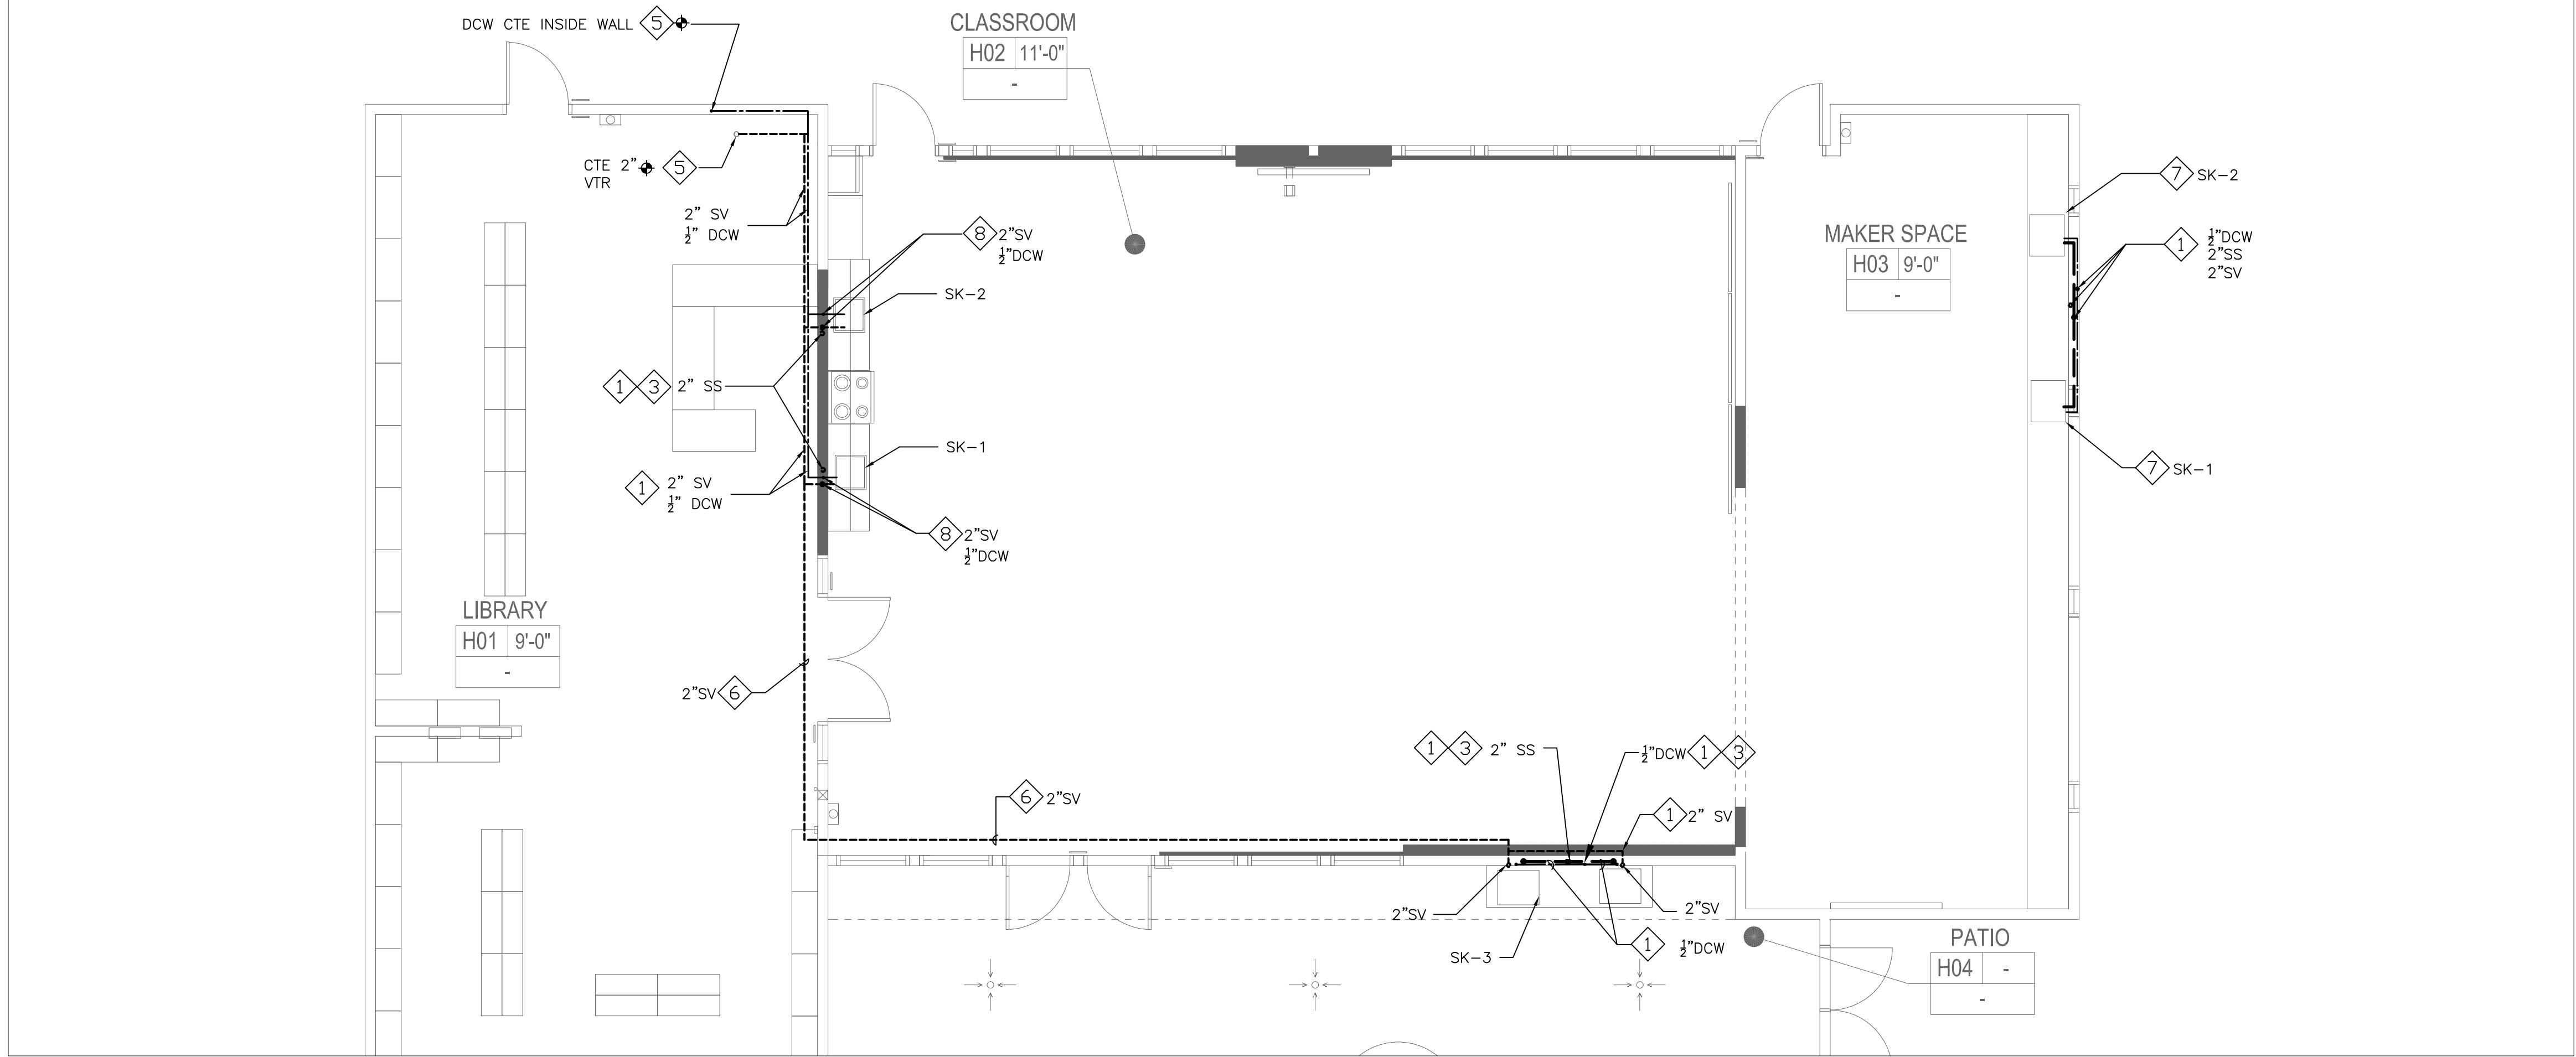 DCW CTE INSIDE WALL 5
CLASSROOM
H02 11'-0"
-
CTE 2" 5
VTR
2" SV
½" DCW
8 2"SV
½"DCW
SK-2
1 3 2" SS
SK-1
1 2" SV
½" DCW
8 2"SV
½"DCW
LIBRARY
H01 9'-0"
-
2"SV 6
6 2"SV
MAKER SPACE
H03 9'-0"
-
7 SK-2
1 ½"DCW
2"SS
2"SV
7 SK-1
1 3 2" SS
½"DCW 1 3
1 2" SV
2"SV
2"SV
SK-3
1 ½"DCW
PATIO
H04 -
-